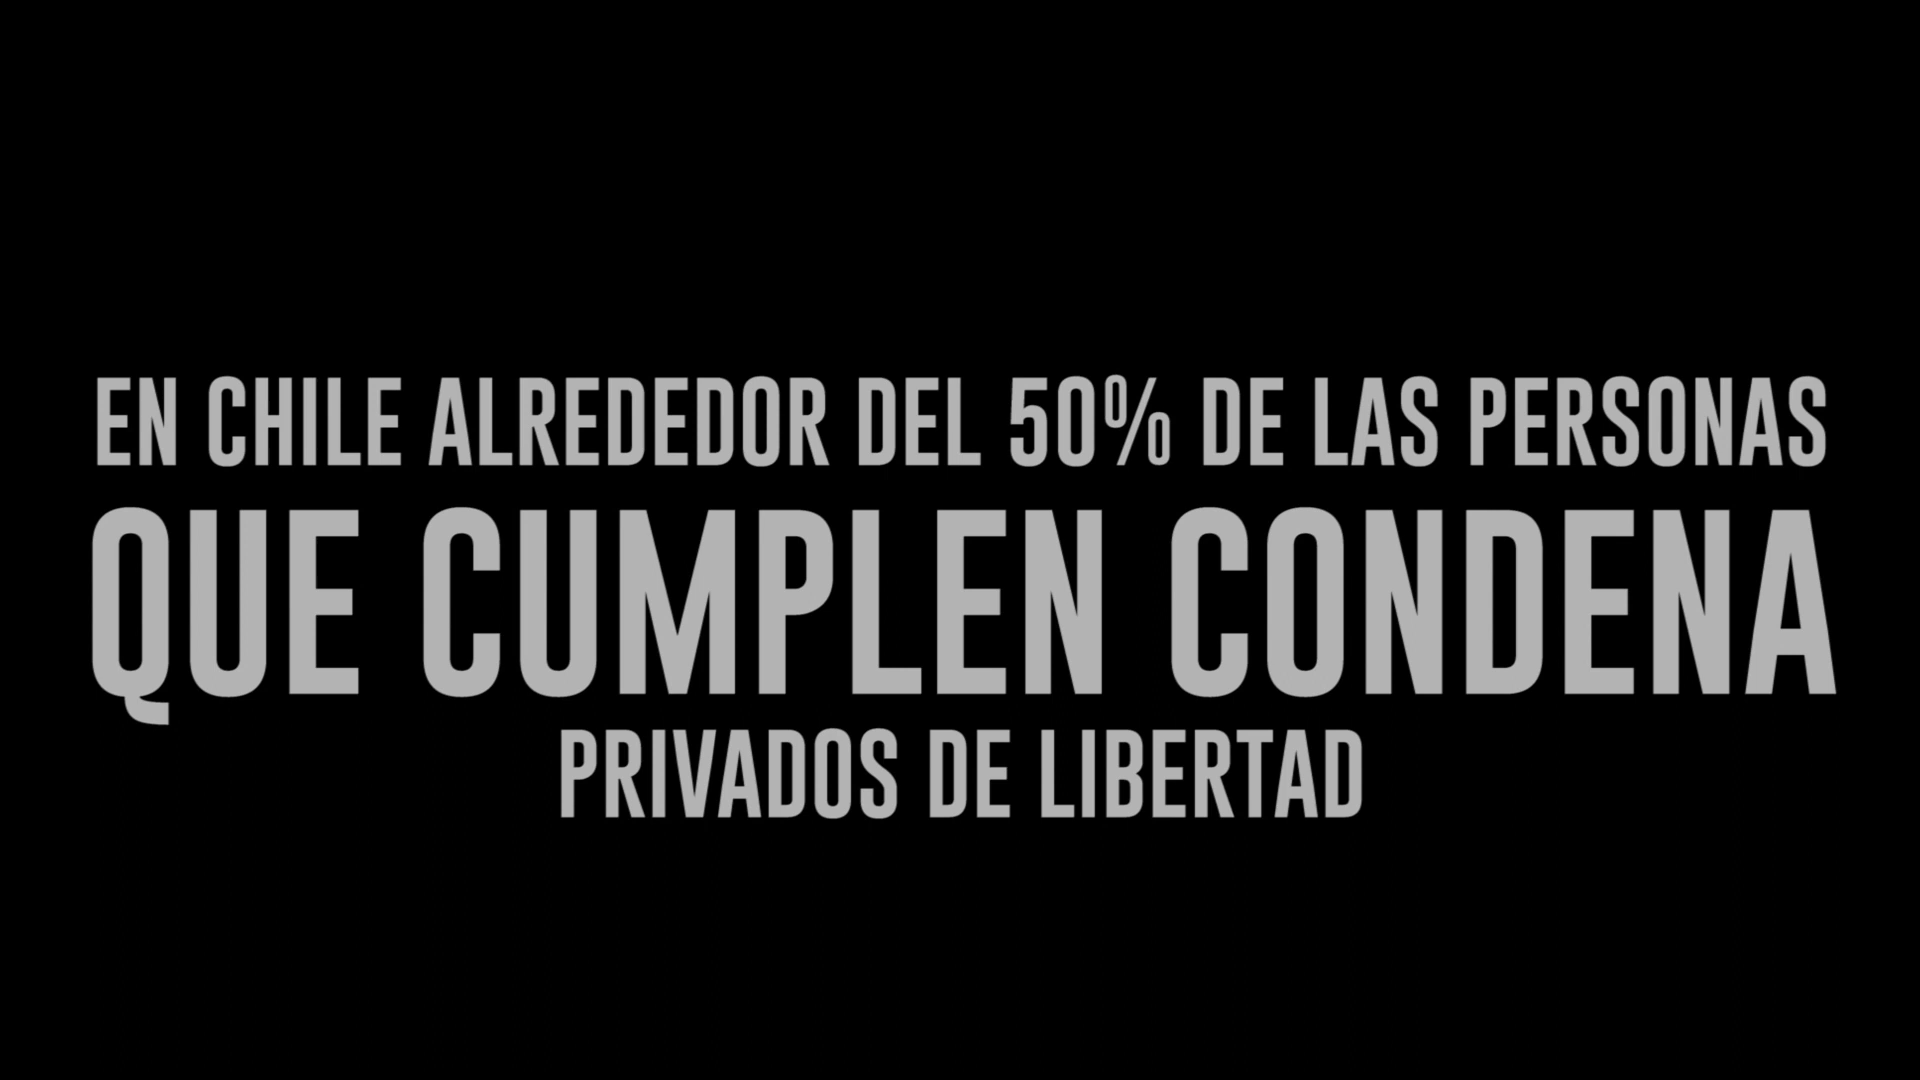 EN CHILE ALREDEDOR DEL 50% DE LAS PERSONAS
QUE CUMPLEN CONDENA
PRIVADOS DE LIBERTAD